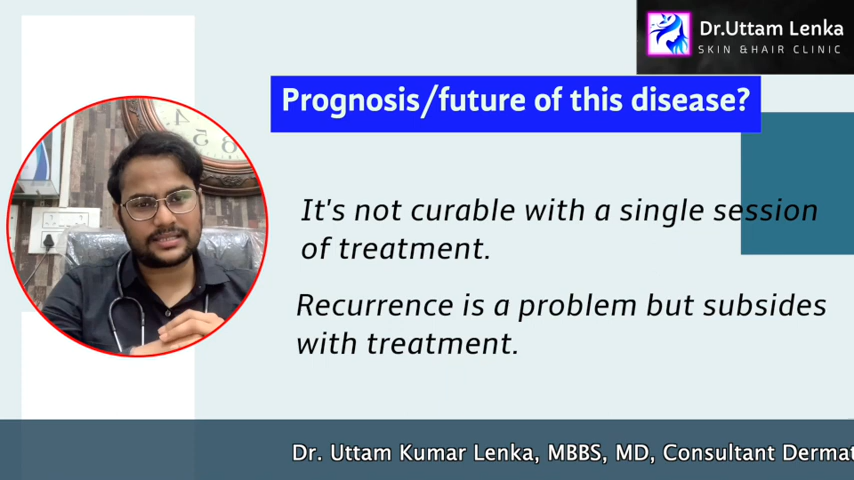 Dr.Uttam Lenka
SKIN &HAIR CLINIC
Prognosis/future of this disease?
It's not curable with a single session
of treatment.
Recurrence is a problem but subsides
with treatment.
Dr. Uttam Kumar Lenka, MBBS, MD, Consultant Dermat